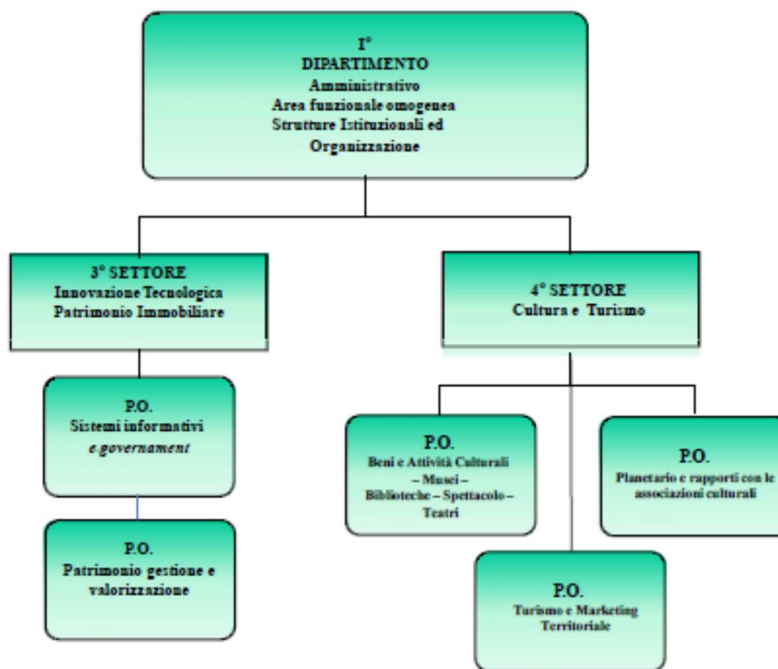 I°
DIPARTIMENTO
Amministrativo
Area funzionale omogenea
Strutture Istituzionali ed
Organizzazione
3° SETTORE
Innovazione Tecnologica
Patrimonio Immobiliare
4° SETTORE
Cultura e Turismo
P.O.
Sistemi informativi
e-governament
P.O.
Beni e Attività Culturali
– Musei –
Biblioteche – Spettacolo –
Teatri
P.O.
Planetario e rapporti con le
associazioni culturali
P.O.
Patrimonio gestione e
valorizzazione
P.O.
Turismo e Marketing
Territoriale